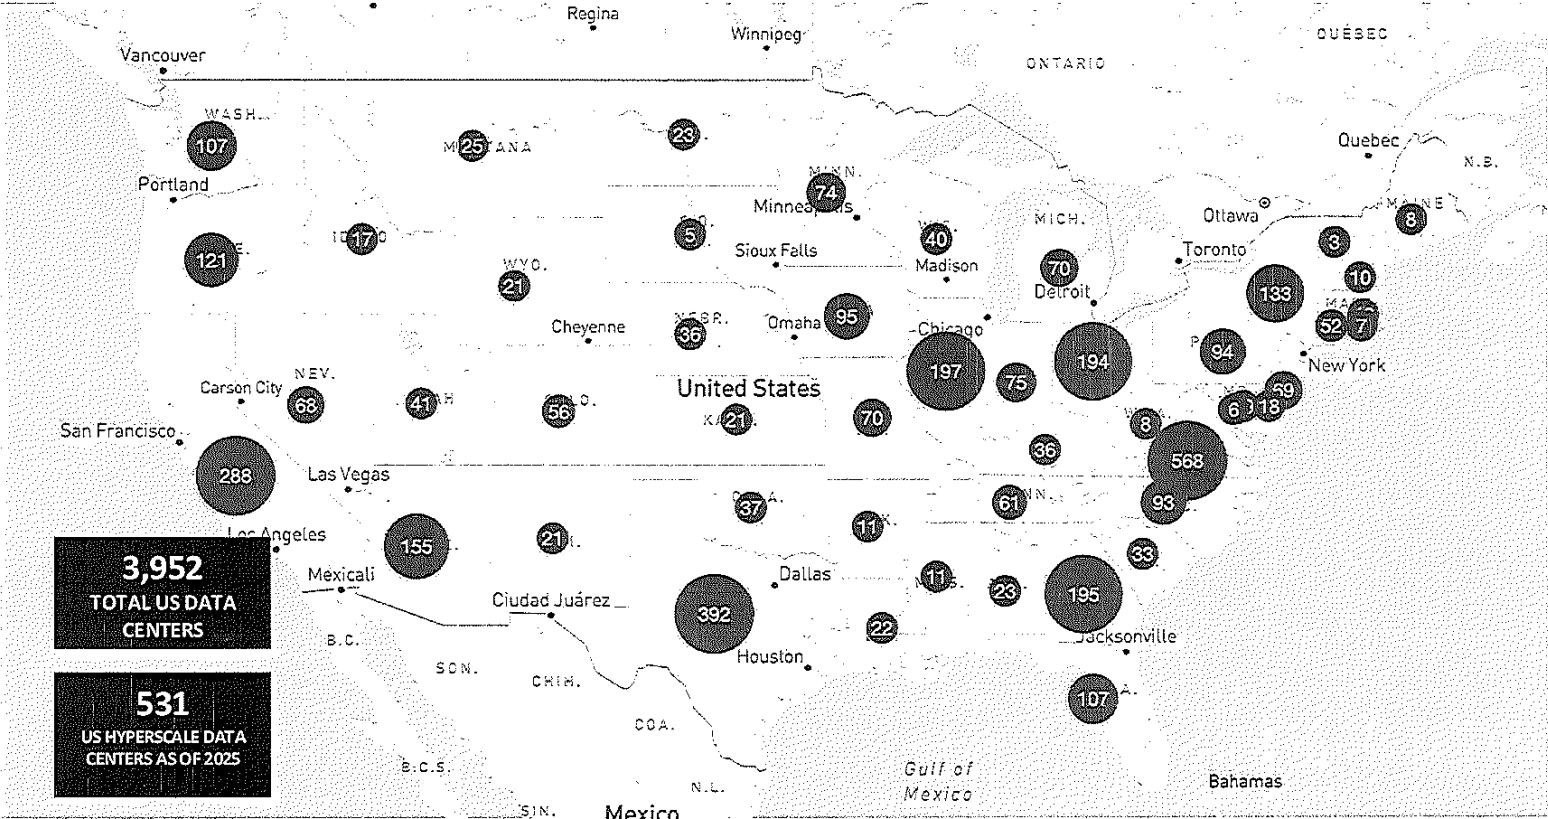 Regina
Winnipeg
QUÉBEC
Vancouver
ONTARIO
WASH.
107
25
23
Quebec
N.B.
MINN.
74
Portland
Minneapolis
MAINE
8
Ottawa
MICH.
17
5
40
3
Toronto
121
Sioux Falls
WYO.
Madison
70
10
21
Detroit
133
95
NEBR.
36
Omaha
Cheyenne
Chicago
52
7
94
New York
197
194
NEV.
Carson City
68
41
56
United States
75
69
6
18
21
70
8
San Francisco
36
568
288
Las Vegas
61
93
37
11
Los Angeles
155
21
33
3,952
TOTAL US DATA
CENTERS
Mexicali
Dallas
11
23
195
Ciudad Juárez
392
22
Jacksonville
B.C.
Houston
SON.
CHIH.
107
531
US HYPERSCALE DATA
CENTERS AS OF 2025
COA.
B.C.S.
Gulf of
Mexico
Bahamas
N.L.
SIN.
Mexico